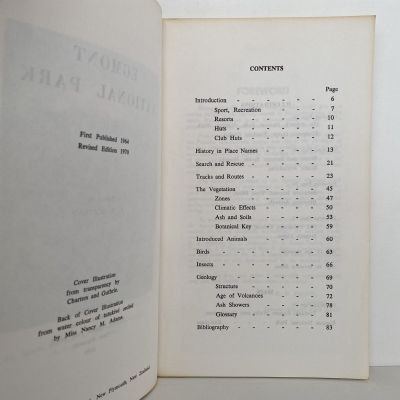 First Published 1964
Revised Edition 1970
Cover Illustration
from transparency by
Charters and Guthrie.
Back of Cover Illustration
from water colour of
by Miss Nancy M. Adams.
New Plymouth, New Zealand
EGMONT
NATIONAL PARK
CONTENTS
Page
Introduction - - - - - - 6
Sport, Recreation - - - - 7
Resorts - - - - - 10
Huts - - - - - 11
Club Huts - - - - - 12
History in Place Names - - - - 13
Search and Rescue - - - - - 21
Tracks and Routes - - - - - 23
The Vegetation - - - - - 45
Zones - - - - - 47
Climatic Effects - - - - 50
Ash and Soils - - - - 53
Botanical Key - - - - 59
Introduced Animals - - - - 60
Birds - - - - - - 63
Insects - - - - - - 66
Geology - - - - - - 69
Structure - - - - - 70
Age of Volcanoes - - - - 72
Ash Showers - - - - 78
Glossary - - - - - 81
Bibliography - - - - - 83
FOREWORD